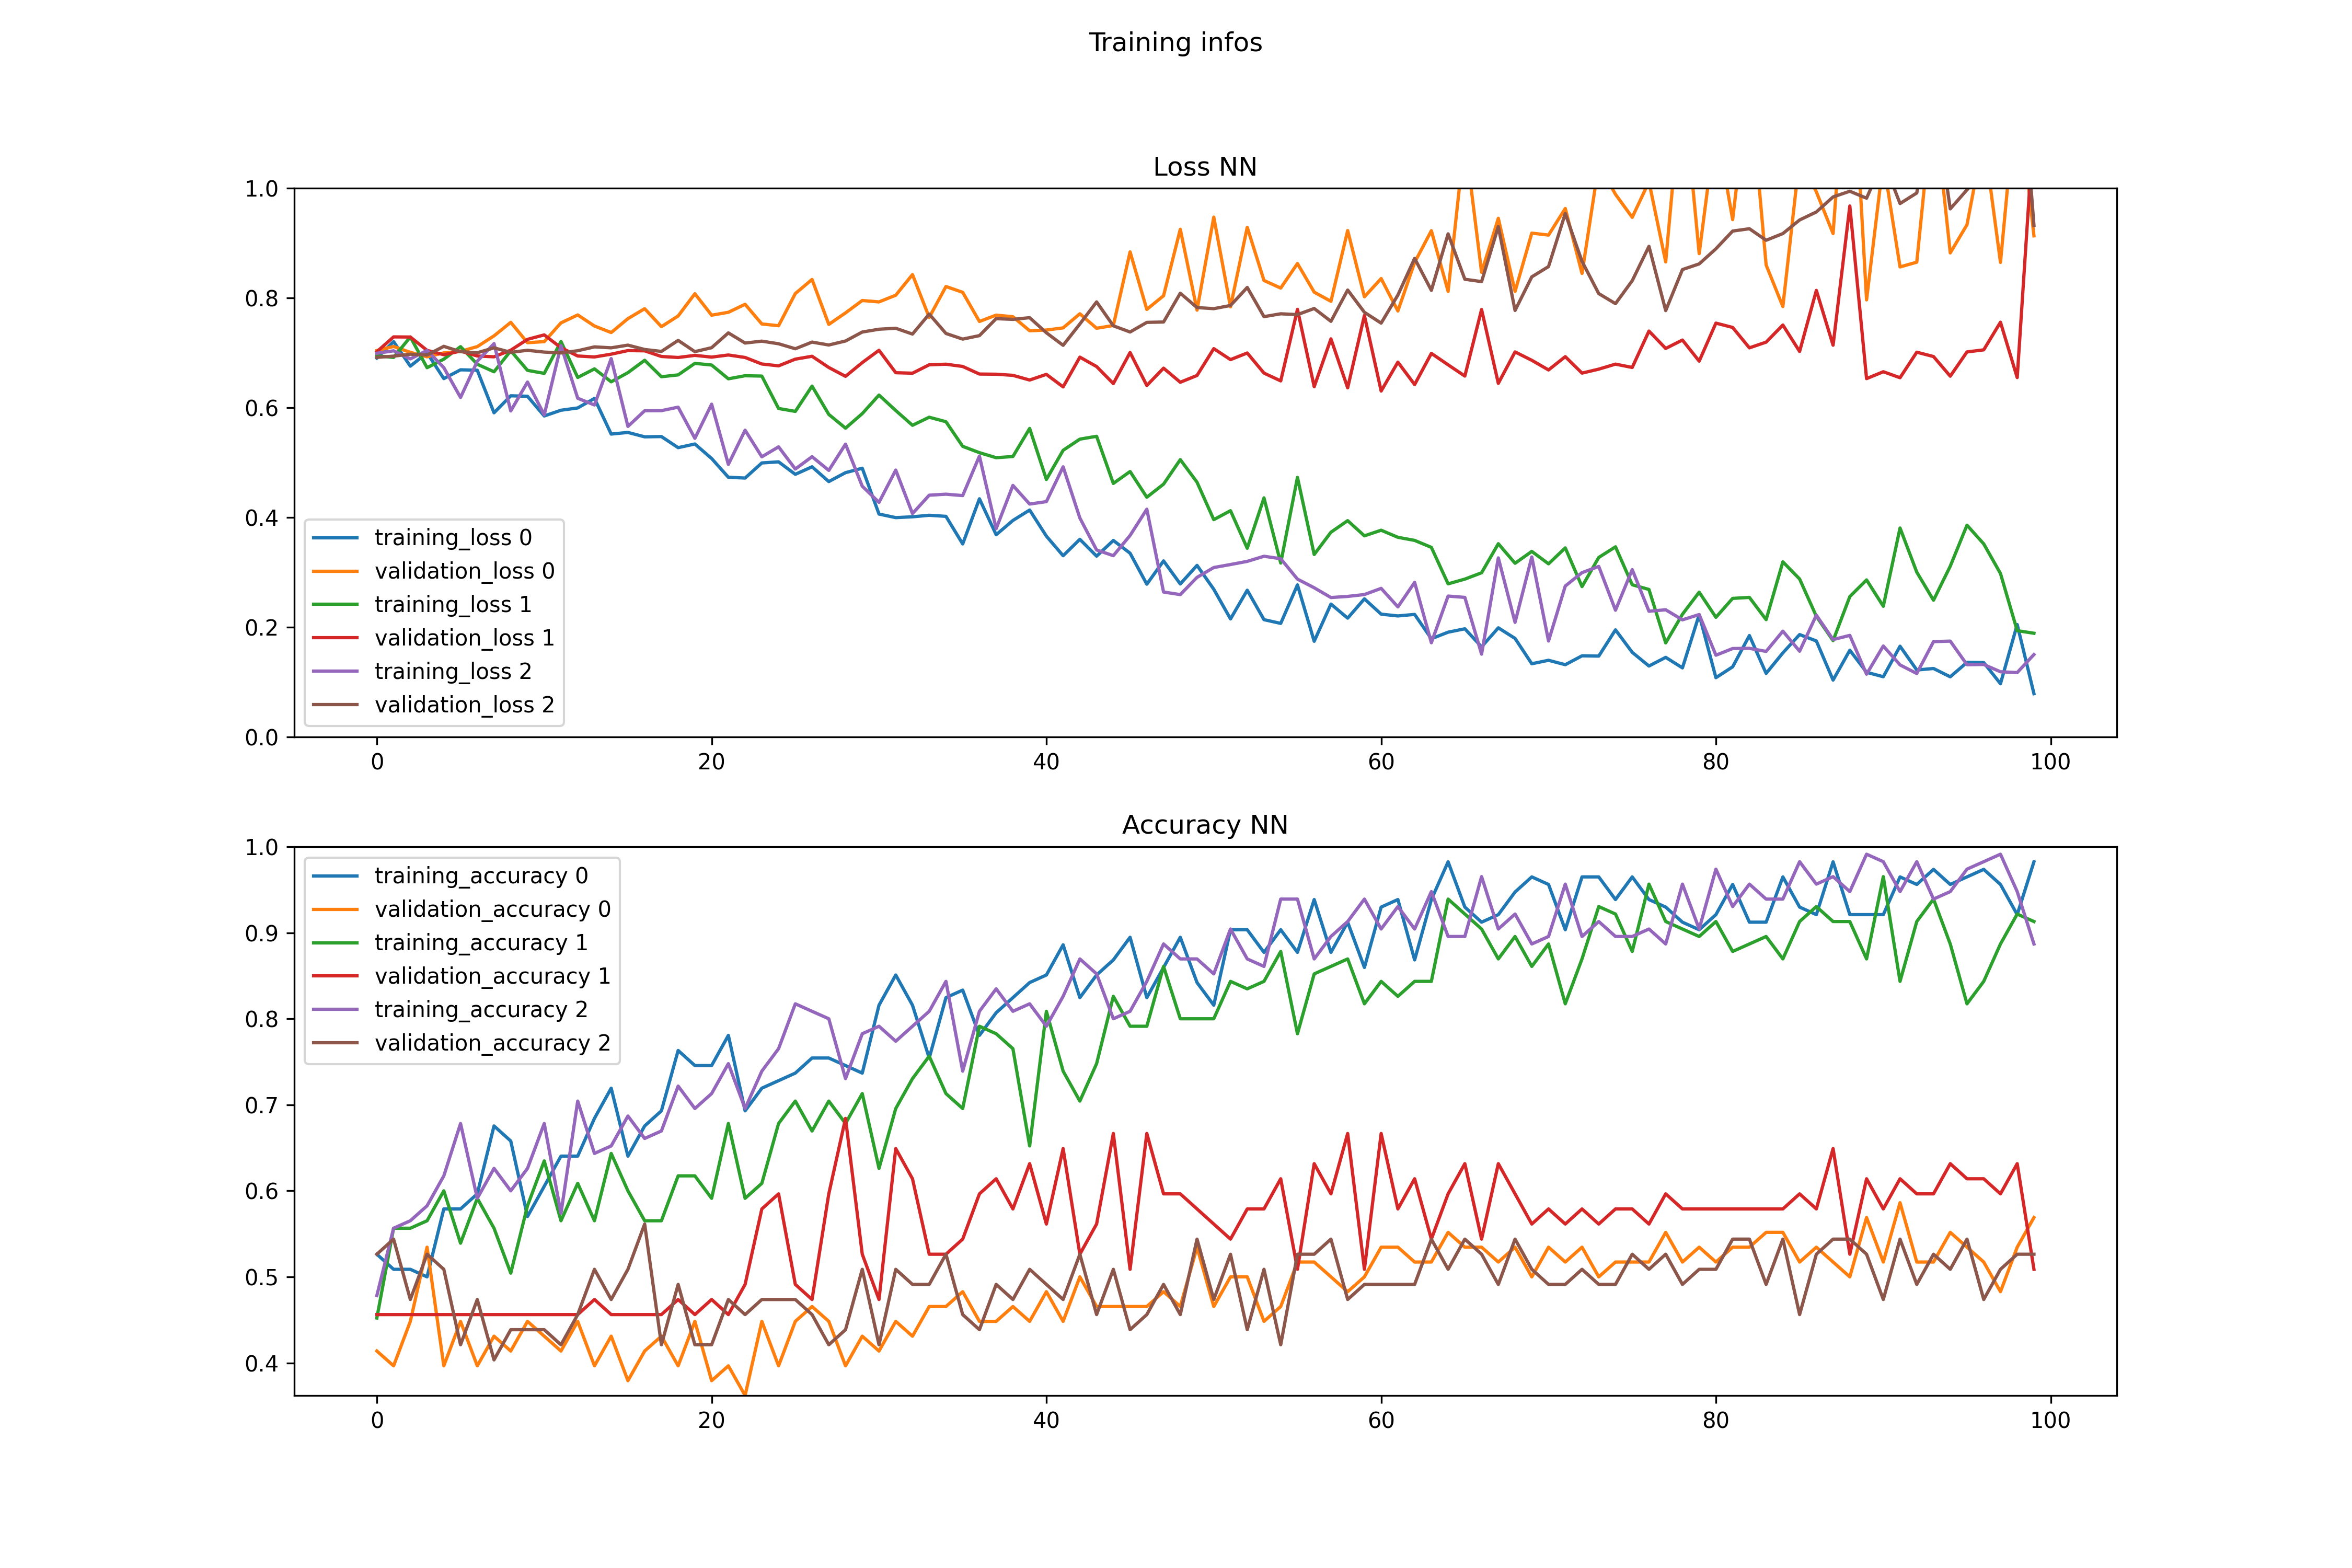 Training infos
Loss NN
1.0
0.8
0.6
0.4
0.2
0.0
training_loss 0
validation_loss 0
training_loss 1
validation_loss 1
training_loss 2
validation_loss 2
0 20 40 60 80 100
Accuracy NN
1.0
0.9
0.8
0.7
0.6
0.5
0.4
training_accuracy 0
validation_accuracy 0
training_accuracy 1
validation_accuracy 1
training_accuracy 2
validation_accuracy 2
0 20 40 60 80 100